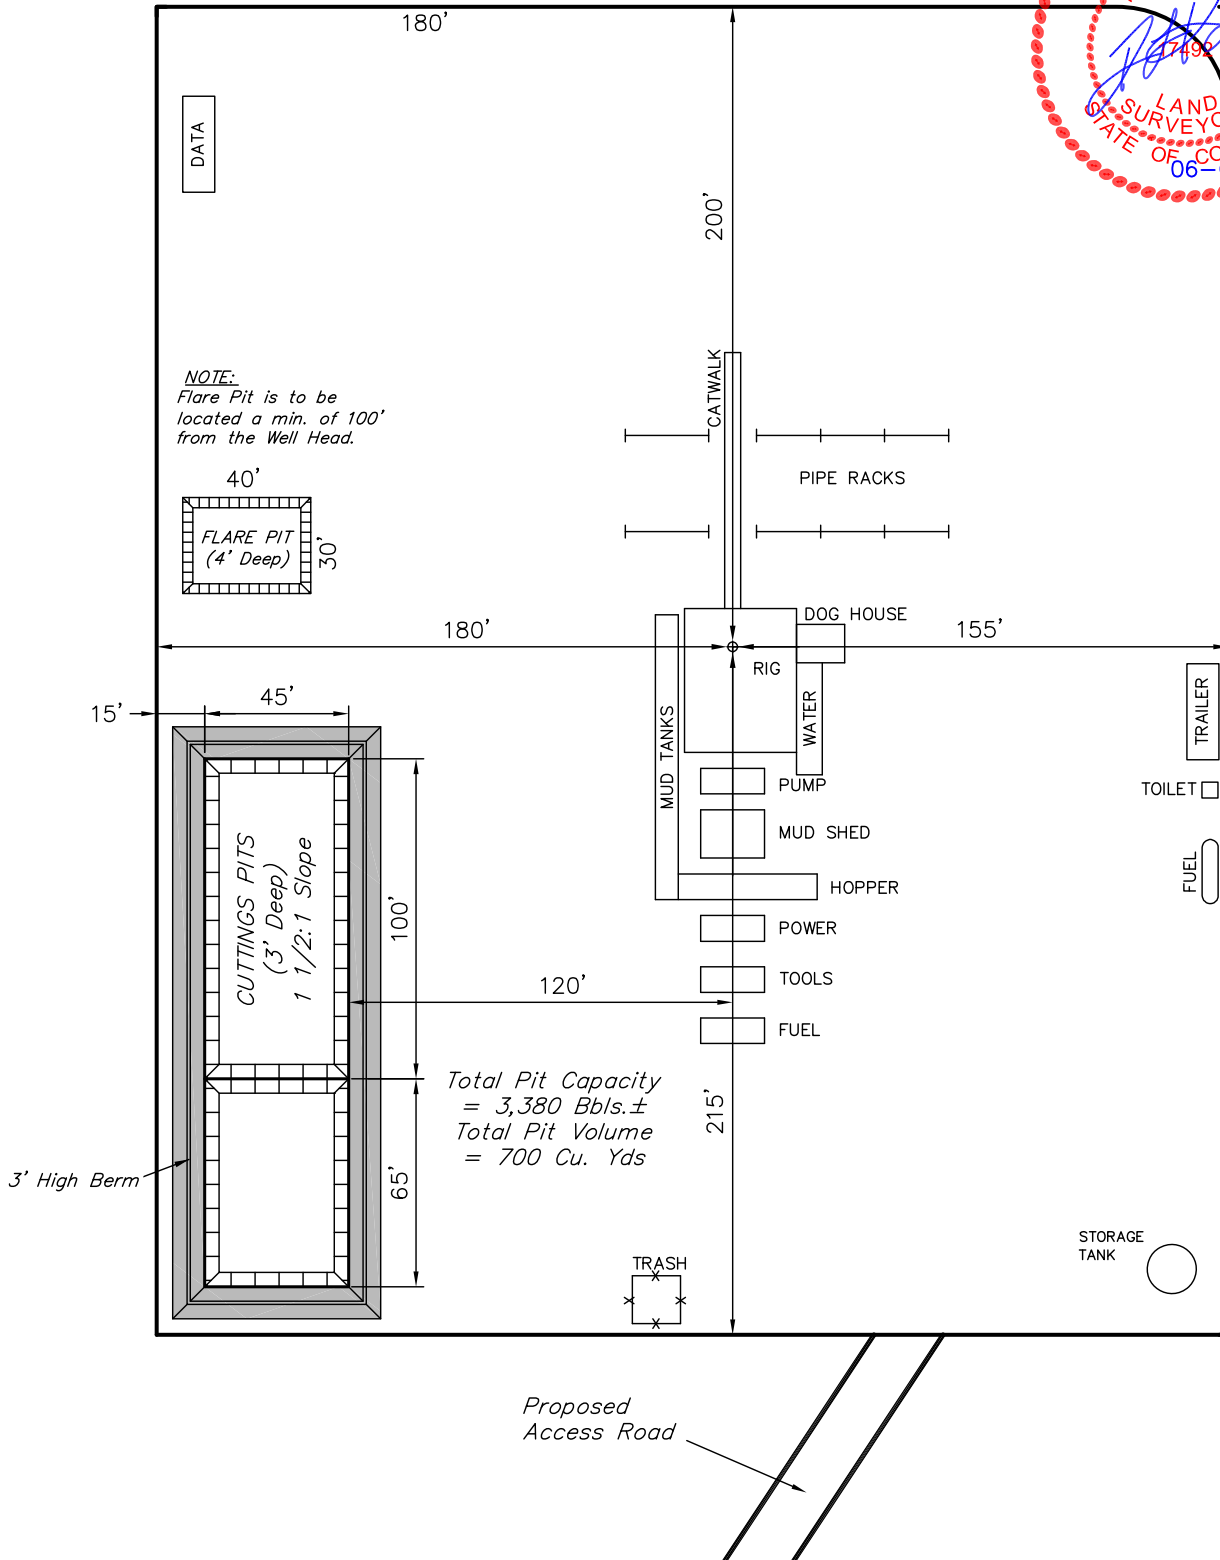 180'
17492
LAND
SURVEYO
STATE OF CO
06-
DATA
200'
NOTE:
Flare Pit is to be
located a min. of 100'
from the Well Head.
CATWALK
PIPE RACKS
40'
FLARE PIT
(4' Deep)
30'
DOG HOUSE
180'
155'
RIG
15'
45'
MUD TANKS
WATER
TRAILER
PUMP
TOILET
MUD SHED
CUTTINGS PITS
(3' Deep)
1 1/2:1 Slope
100'
FUEL
HOPPER
POWER
120'
TOOLS
FUEL
Total Pit Capacity
= 3,380 Bbls.±
Total Pit Volume
= 700 Cu. Yds
215'
3' High Berm
65'
STORAGE
TANK
TRASH
Proposed
Access Road